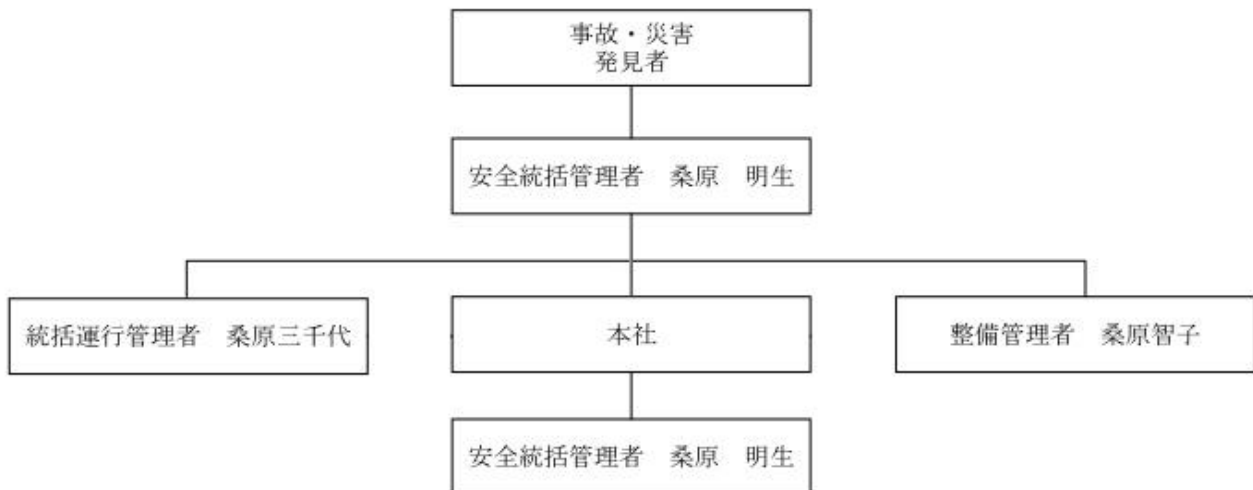 事故・災害
発見者
安全統括管理者　桑原　明生
統括運行管理者　桑原三千代
本社
整備管理者　桑原智子
安全統括管理者　桑原　明生